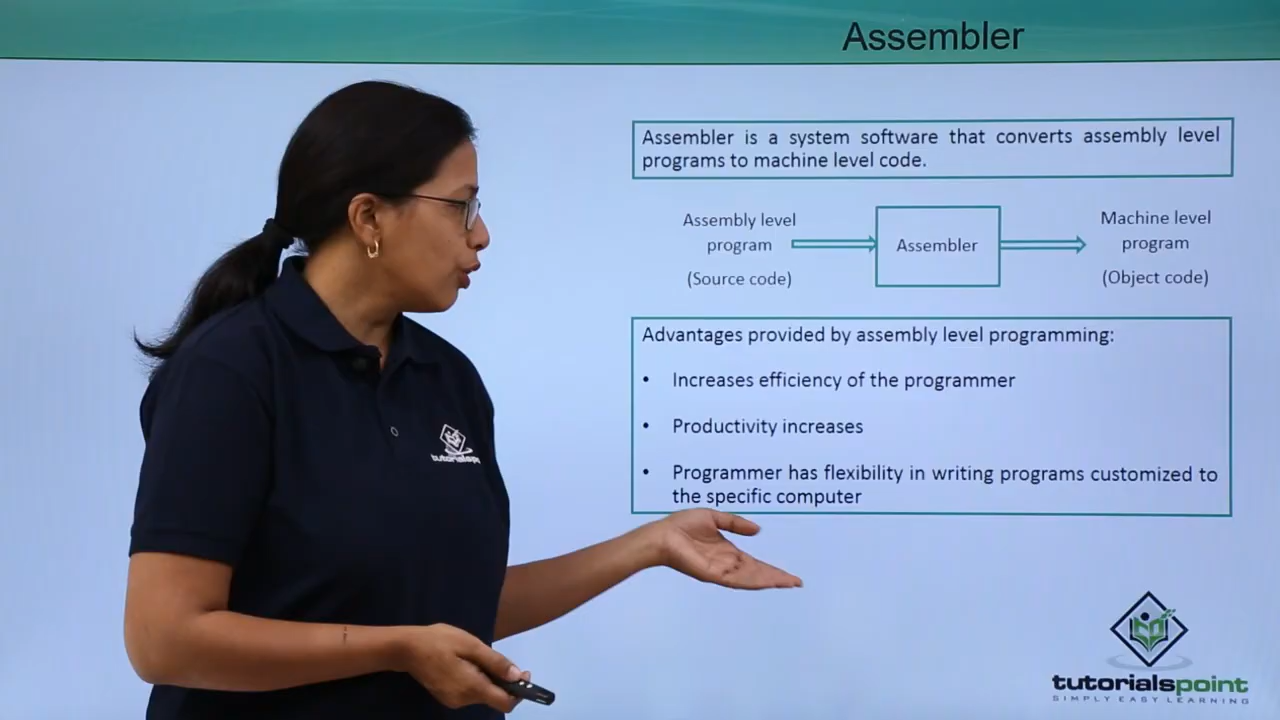 Assembler
Assembler is a system software that converts assembly level
programs to machine level code.
Assembly level
program
(Source code)
Assembler
Machine level
program
(Object code)
Advantages provided by assembly level programming:
• Increases efficiency of the programmer
• Productivity increases
• Programmer has flexibility in writing programs customized to
the specific computer
tutorialspoint
SIMPLY EASY LEARNING